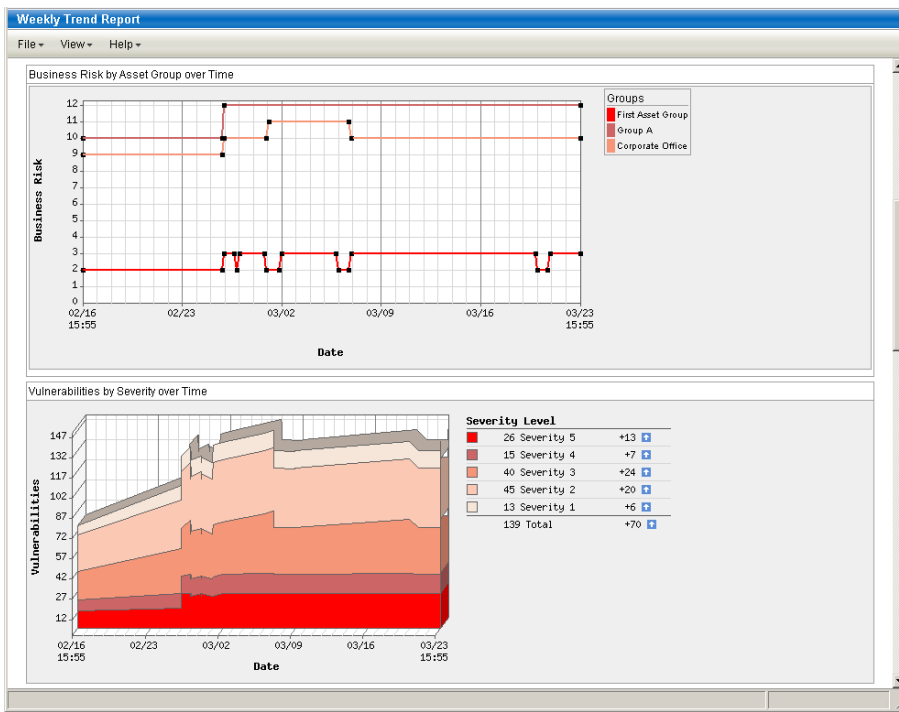 Weekly Trend Report
File View Help
Business Risk by Asset Group over Time
12
11
10
9
8
7
6
5
4
3
2
1
0
Business Risk
02/16 15:55 02/23 03/02 03/09 03/16 03/23 15:55
Date
Groups
First Asset Group
Group A
Corporate Office
Vulnerabilities by Severity over Time
147
132
117
102
87
72
57
42
27
12
Vulnerabilities
02/16 15:55 02/23 03/02 03/09 03/16 03/23 15:55
Date
Severity Level
26 Severity 5 +13
15 Severity 4 +7
40 Severity 3 +24
45 Severity 2 +20
13 Severity 1 +6
139 Total +70